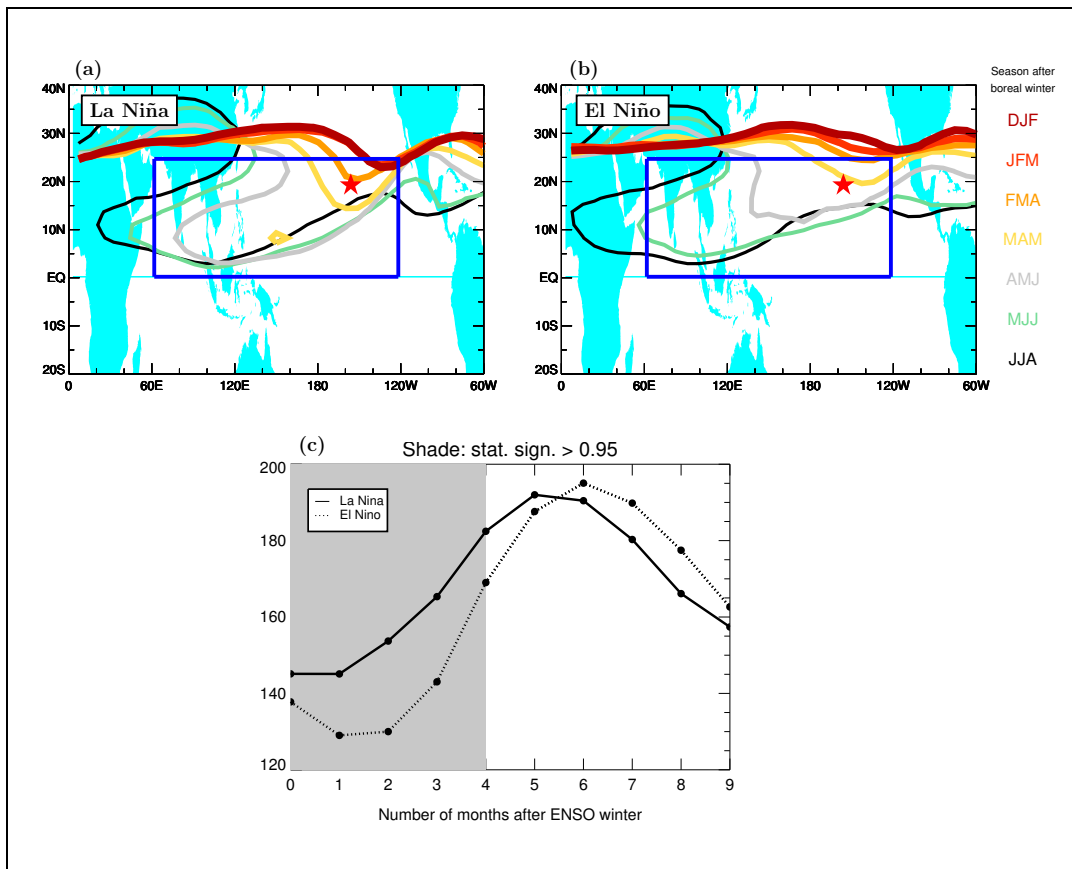 (a)
La Niña
40N
30N
20N
10N
EQ
10S
20S
0
60E
120E
180
120W
60W
(b)
El Niño
40N
30N
20N
10N
EQ
10S
20S
0
60E
120E
180
120W
60W
Season after
boreal winter
DJF
JFM
FMA
MAM
AMJ
MJJ
JJA
(c)
Shade: stat. sign. > 0.95
La Nina
El Nino
200
180
160
140
120
0 1 2 3 4 5 6 7 8 9
Number of months after ENSO winter